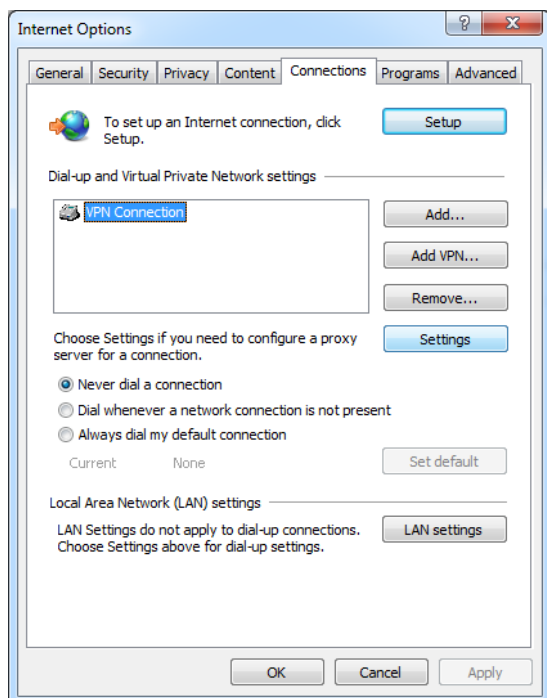 Internet Options
General Security Privacy Content Connections Programs Advanced
To set up an Internet connection, click
Setup.
Setup
Dial-up and Virtual Private Network settings
VPN Connection
Add...
Add VPN...
Remove...
Choose Settings if you need to configure a proxy
server for a connection.
Settings
Never dial a connection
Dial whenever a network connection is not present
Always dial my default connection
Current None
Set default
Local Area Network (LAN) settings
LAN Settings do not apply to dial-up connections.
Choose Settings above for dial-up settings.
LAN settings
OK Cancel Apply